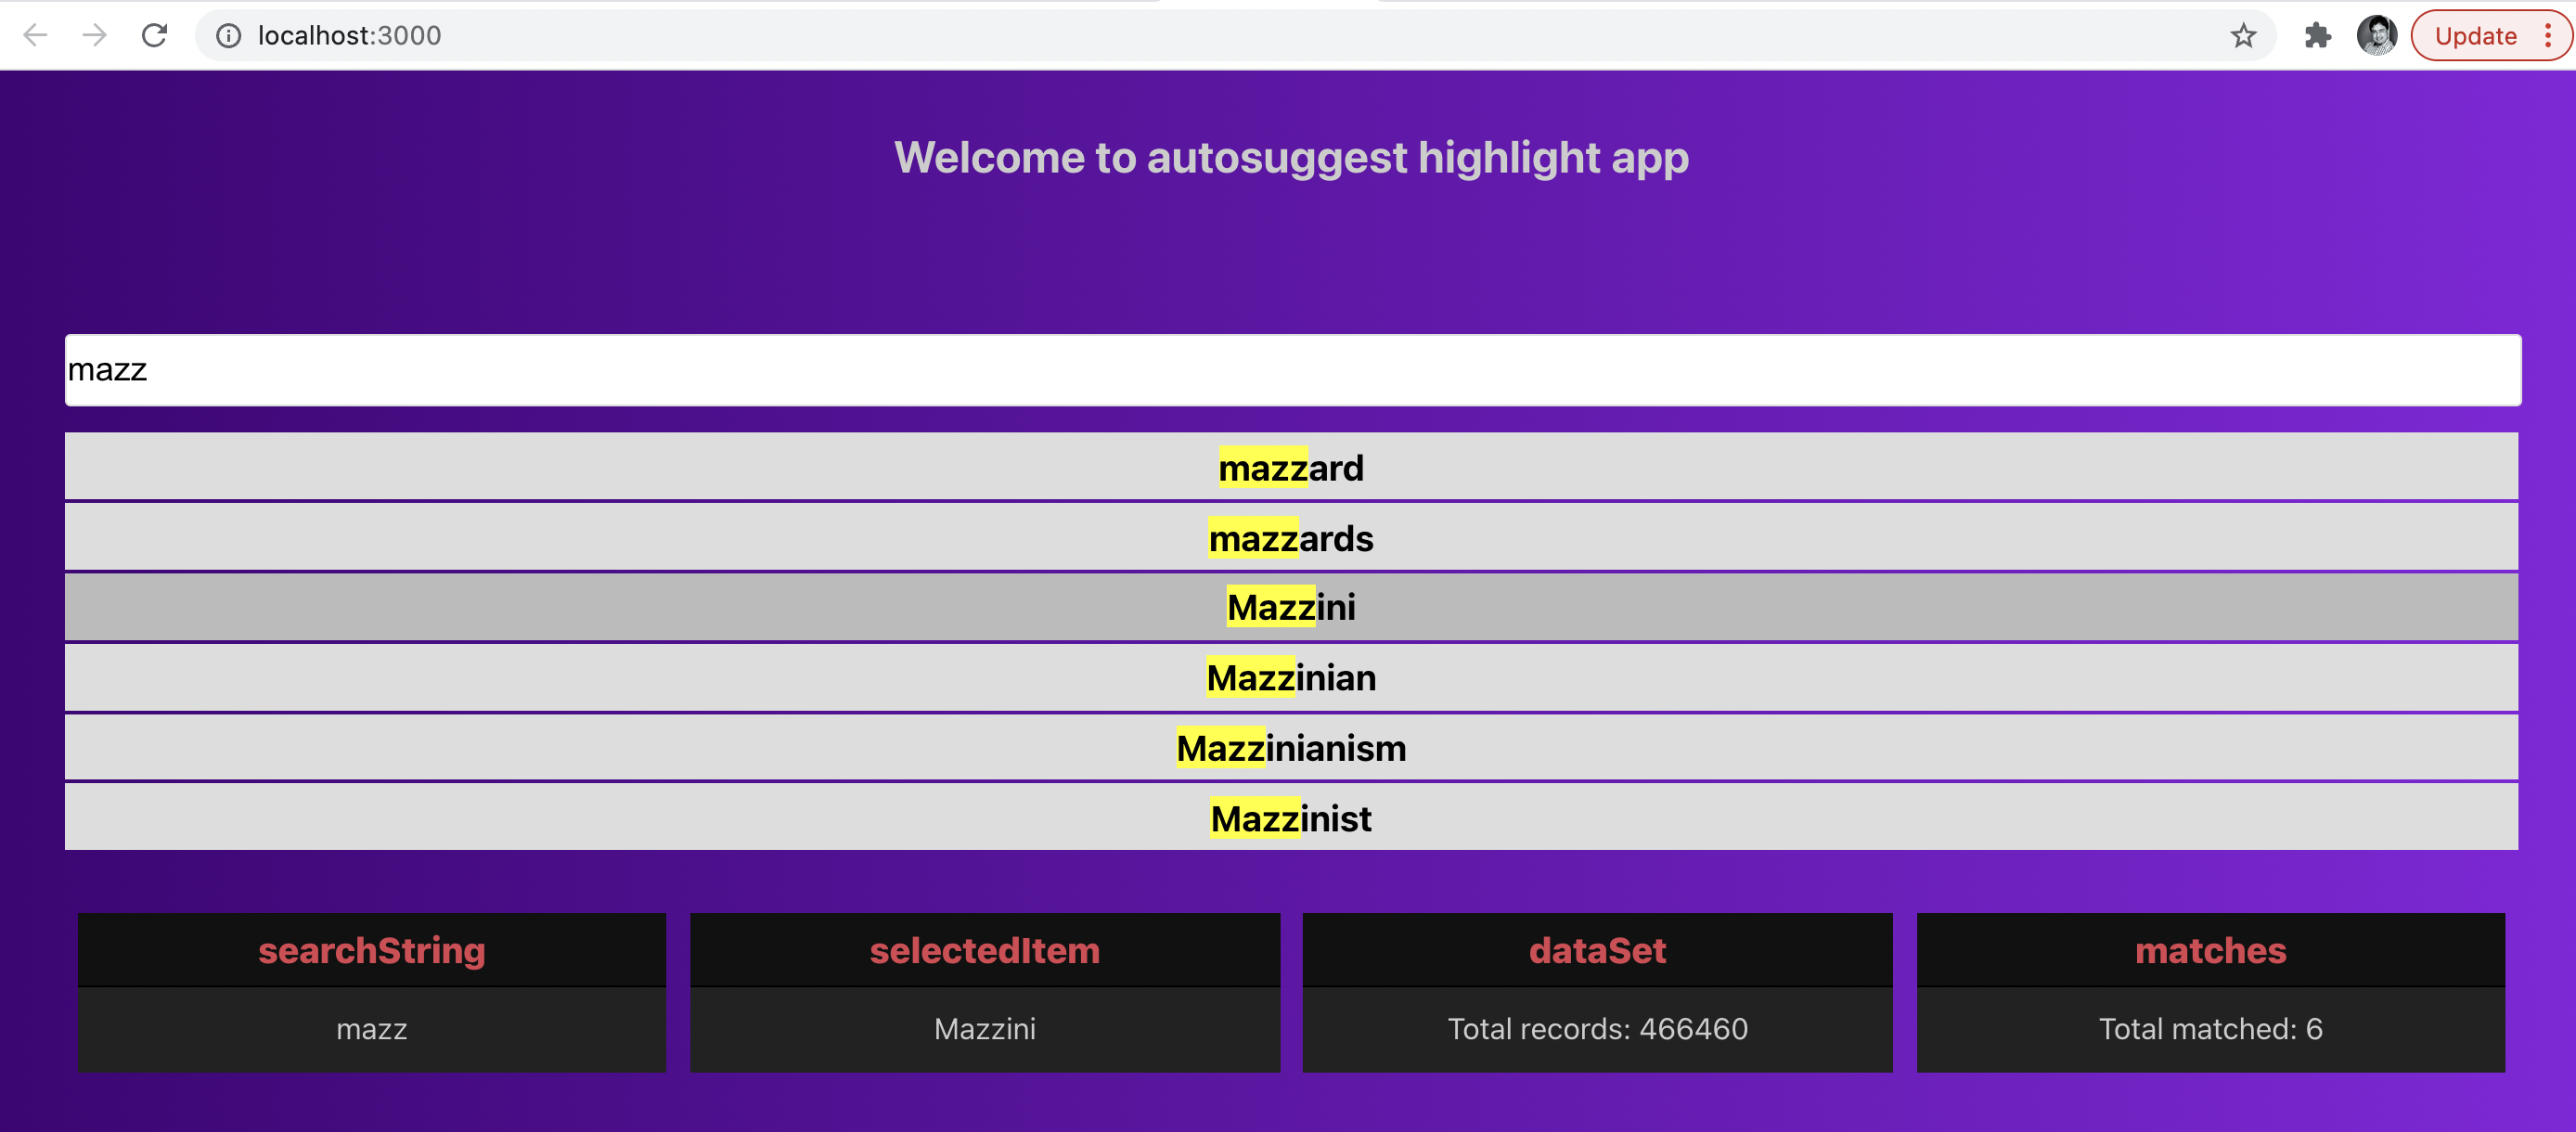 localhost:3000
Update
Welcome to autosuggest highlight app
mazz
mazzard
mazzards
Mazzini
Mazzinian
Mazzinianism
Mazzinist
searchString
selectedItem
dataSet
matches
mazz
Mazzini
Total records: 466460
Total matched: 6